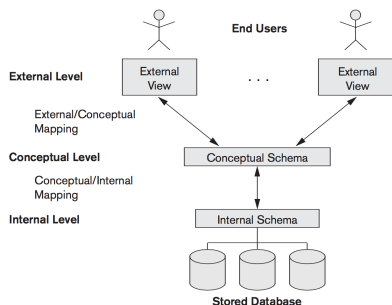 End Users
External Level
External
View
. . .
External
View
External/Conceptual
Mapping
Conceptual Level
Conceptual Schema
Conceptual/Internal
Mapping
Internal Level
Internal Schema
Stored Database